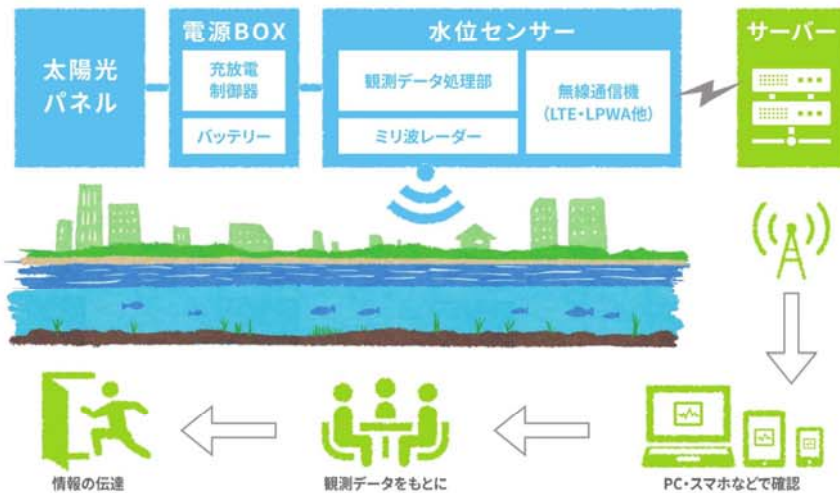 太陽光
パネル
電源BOX
充放電
制御器
バッテリー
水位センサー
観測データ処理部
ミリ波レーダー
無線通信機
(LTE・LPWA他)
サーバー
情報の伝達
観測データをもとに
PC・スマホなどで確認